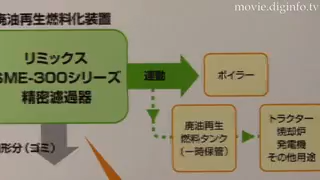 movie.diginfo.tv
廃油再生燃料化装置
リミックス
SME-300シリーズ
精密濾過器
連動
ボイラー
廃油再生
燃料タンク
(一時保管)
トラクター
焼却炉
発電機
その他用途
形分(ゴミ)